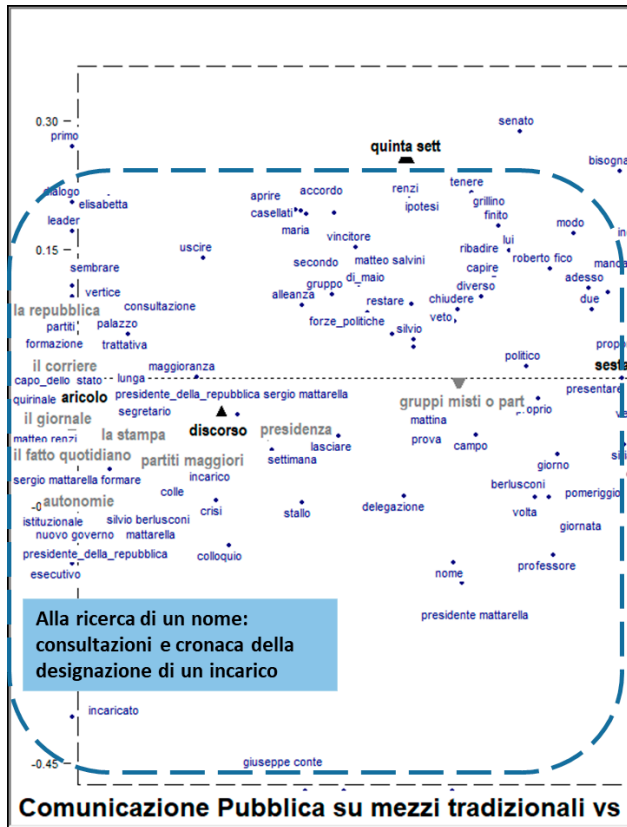 0.30
senato
primo
quinta sett
bisogna
dialogo
elisabetta
aprire
accordo
renzi
tenere
casellati
ipotesi
grillino
leader
maria
finito
modo
vincitore
lui
0.15
uscire
ribadire
secondo
matteo salvini
roberto fico
sembrare
capire
gruppo
di_maio
diverso
adesso
vertice
alleanza
restare
chiudere
due
la repubblica
consultazione
forze_politiche
veto
partiti
palazzo
silvio
formazione
trattativa
politico
il corriere
maggioranza
sesta
capo_dello stato
lunga
presentare
quirinale
aricolo
presidente_della_repubblica sergio mattarella
gruppi misti o part
segretario
il giornale
mattina
matteo renzi
la stampa
discorso
presidenza
prova
campo
lasciare
il fatto quotidiano
partiti maggiori
settimana
giorno
sergio mattarella formare
incarico
berlusconi
pomeriggio
autonomie
colle
delegazione
volta
crisi
stallo
istituzionale
silvio berlusconi
giornata
nuovo governo
mattarella
presidente_della_repubblica
colloquio
professore
esecutivo
nome
presidente mattarella
Alla ricerca di un nome:
consultazioni e cronaca della
designazione di un incarico
incaricato
giuseppe conte
-0.45
Comunicazione Pubblica su mezzi tradizionali vs